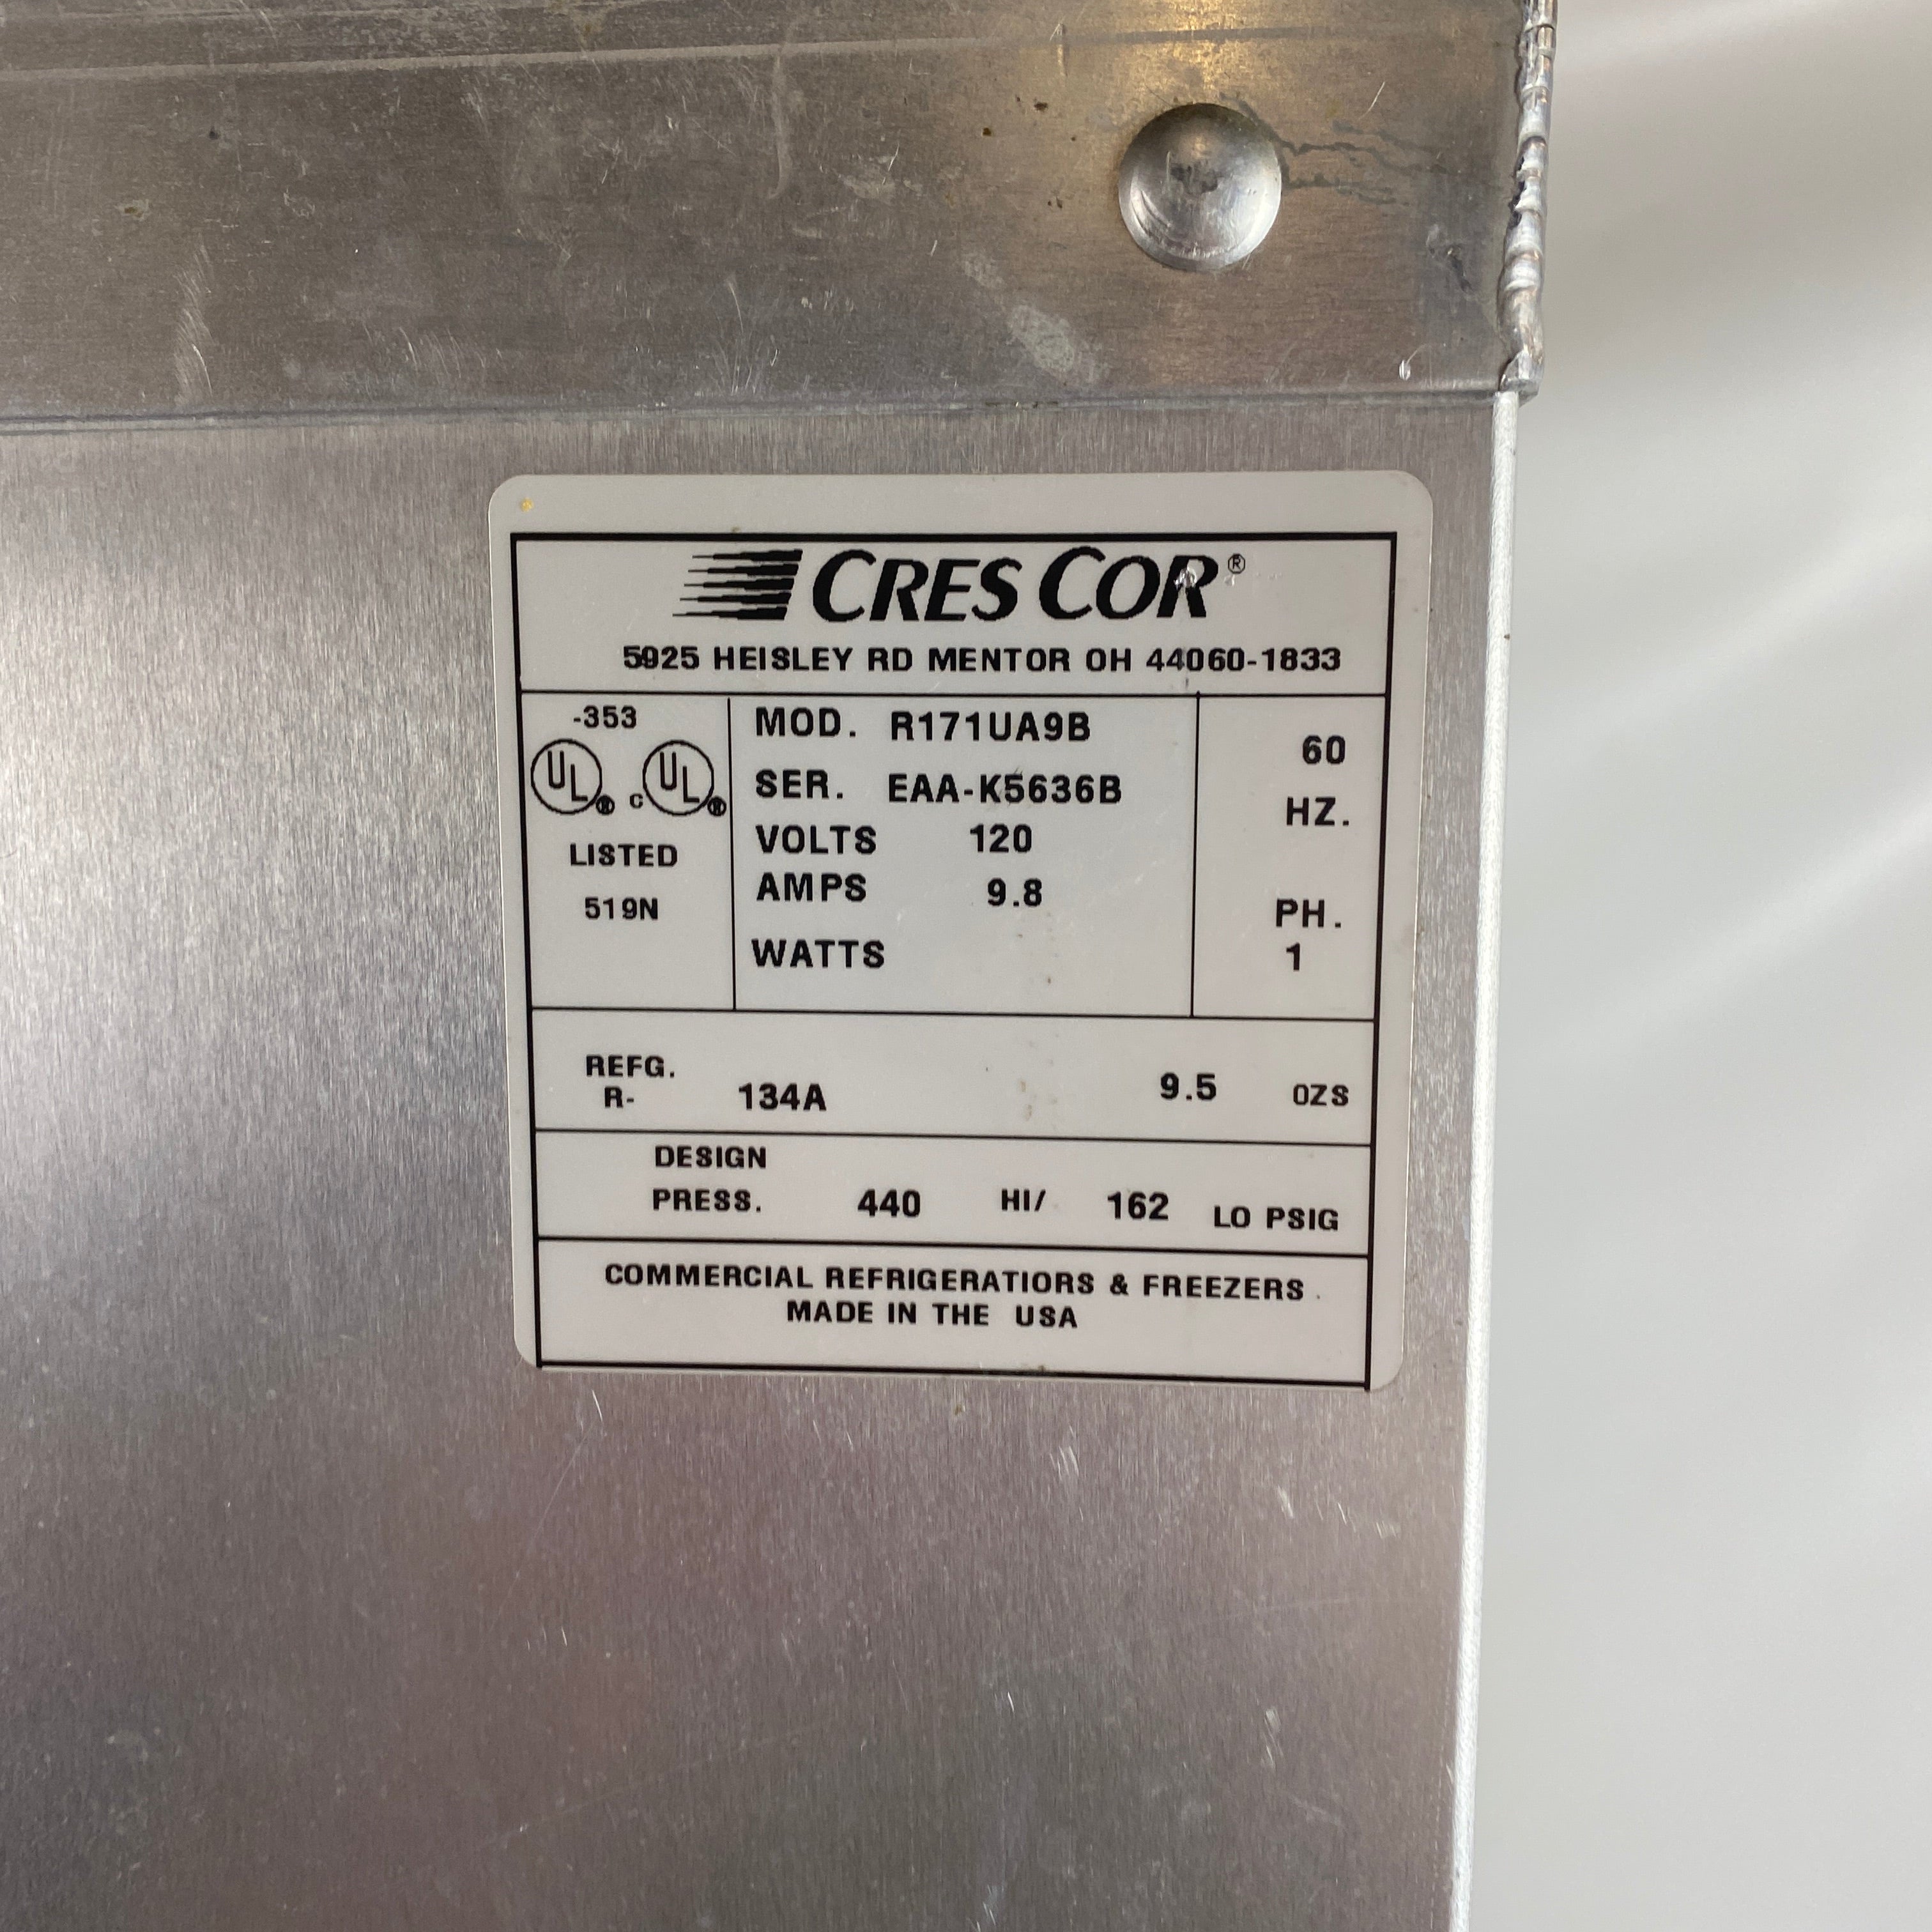 CRES COR®
5925 HEISLEY RD MENTOR OH 44060-1833
-353
UL® c UL®
LISTED
519N
MOD. R171UA9B
SER. EAA-K5636B
VOLTS 120
AMPS 9.8
WATTS
60
HZ.
PH.
1
REFG.
R- 134A 9.5 OZS
DESIGN
PRESS. 440 HI/ 162 LO PSIG
COMMERCIAL REFRIGERATIORS & FREEZERS
MADE IN THE USA